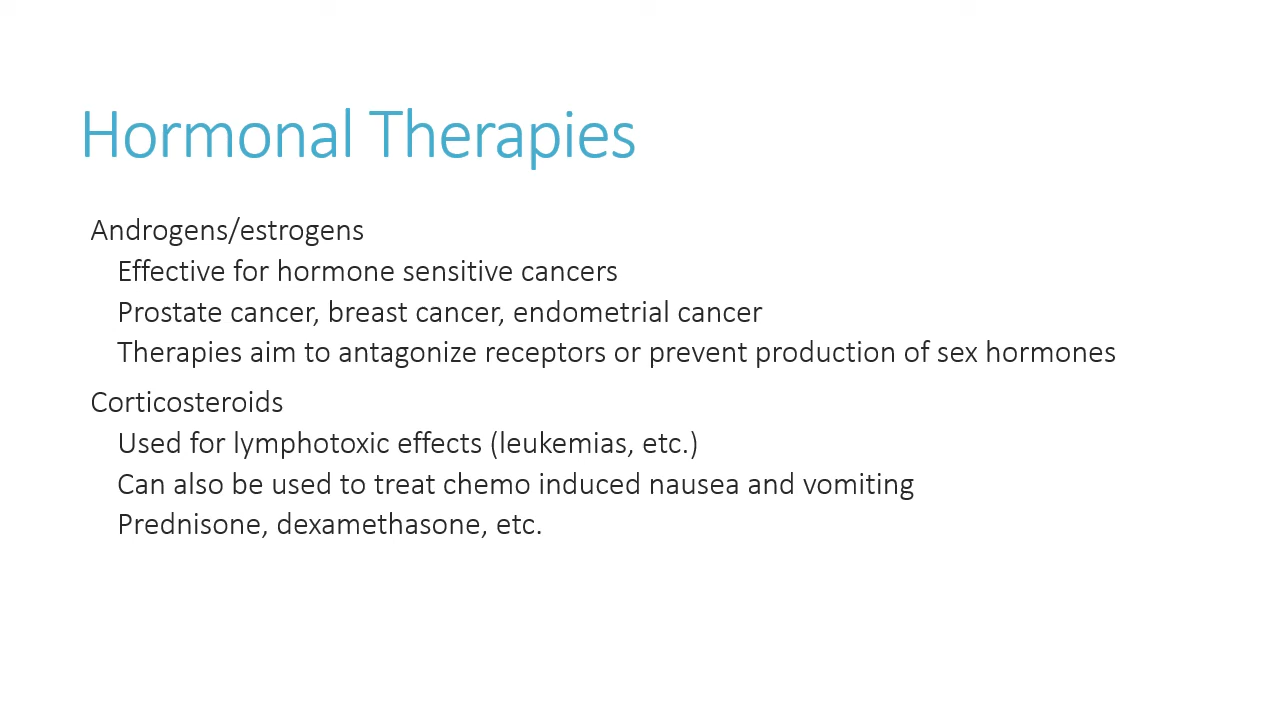 Hormonal Therapies
Androgens/estrogens
Effective for hormone sensitive cancers
Prostate cancer, breast cancer, endometrial cancer
Therapies aim to antagonize receptors or prevent production of sex hormones
Corticosteroids
Used for lymphotoxic effects (leukemias, etc.)
Can also be used to treat chemo induced nausea and vomiting
Prednisone, dexamethasone, etc.